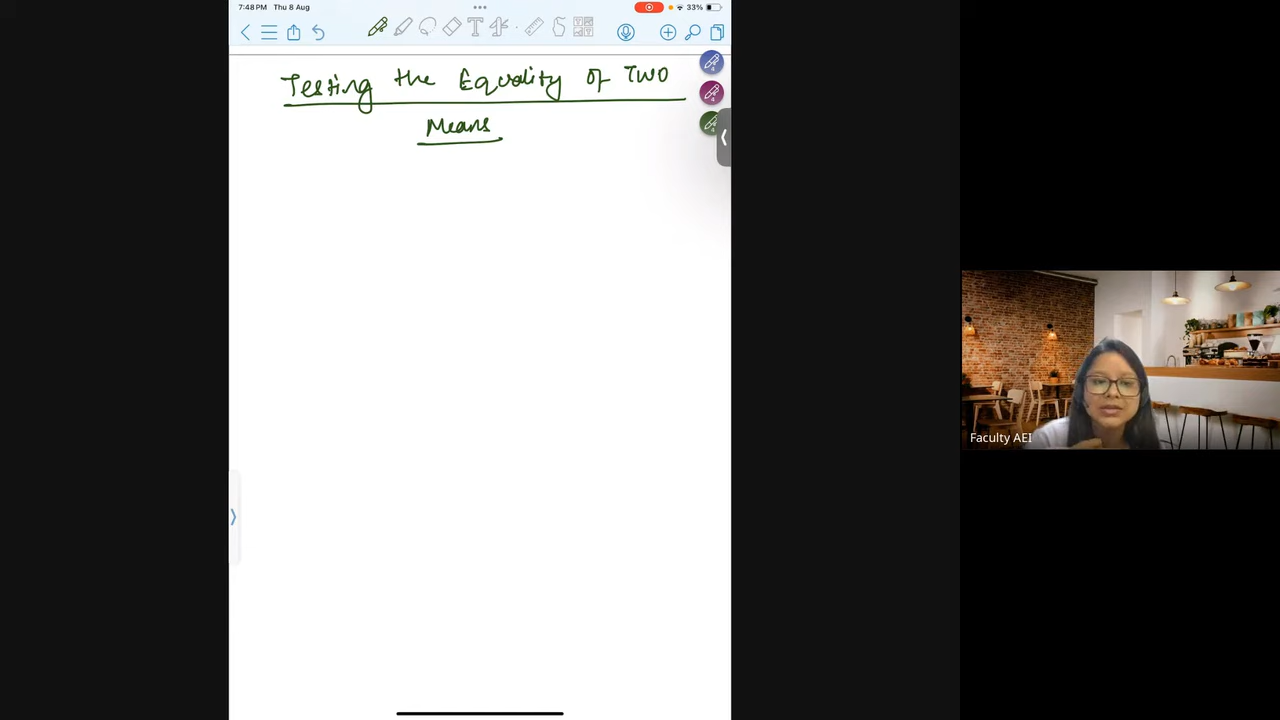 7:48 PM Thu 8 Aug
33%
Testing the Equality of Two
Means
Faculty AEI